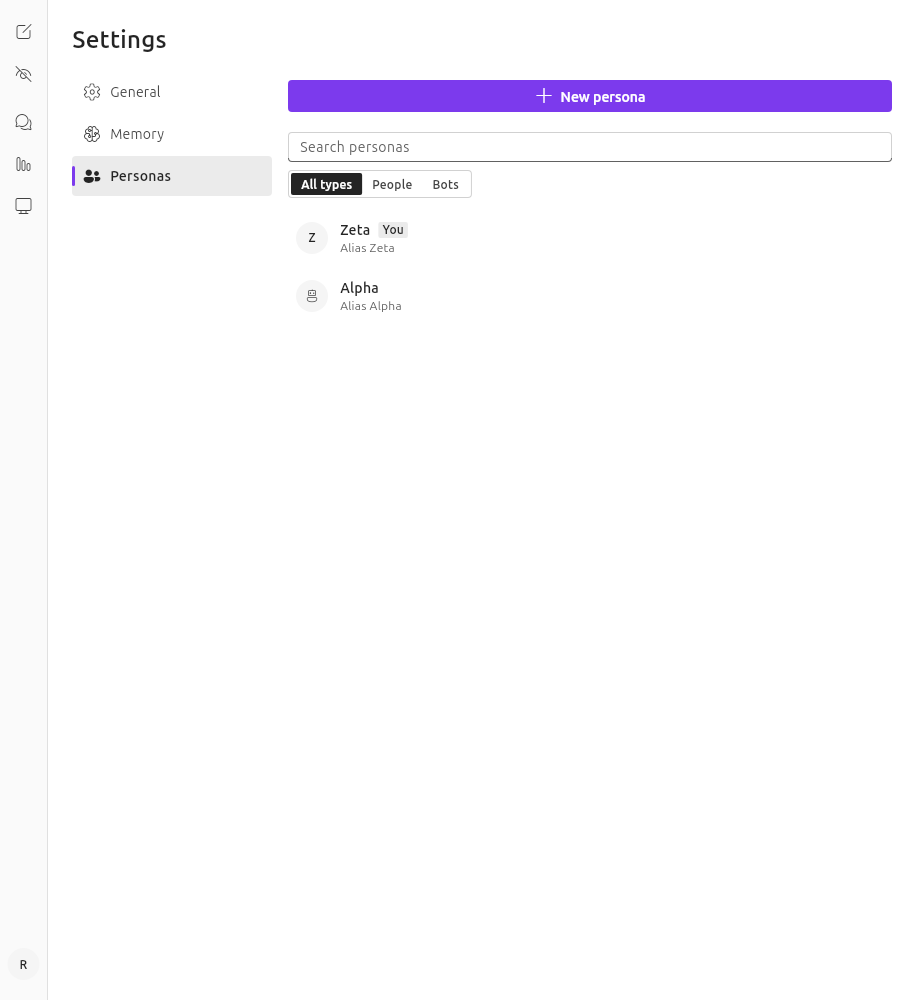 Settings
General
Memory
Personas
New persona
Search personas
All types People Bots
Z
Zeta You
Alias Zeta
Alpha
Alias Alpha
R